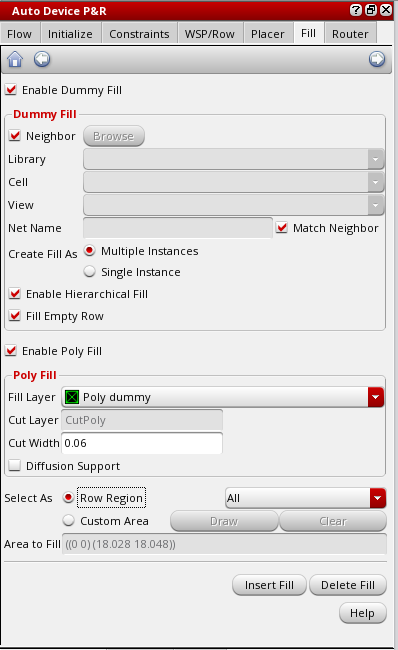 Auto Device P&R
Flow Initialize Constraints WSP/Row Placer Fill Router
Enable Dummy Fill
Dummy Fill
Neighbor Browse
Library
Cell
View
Net Name Match Neighbor
Create Fill As Multiple Instances
Single Instance
Enable Hierarchical Fill
Fill Empty Row
Enable Poly Fill
Poly Fill
Fill Layer Poly dummy
Cut Layer CutPoly
Cut Width 0.06
Diffusion Support
Select As Row Region All
Custom Area Draw Clear
Area to Fill ((0 0) (18.028 18.048))
Insert Fill Delete Fill
Help